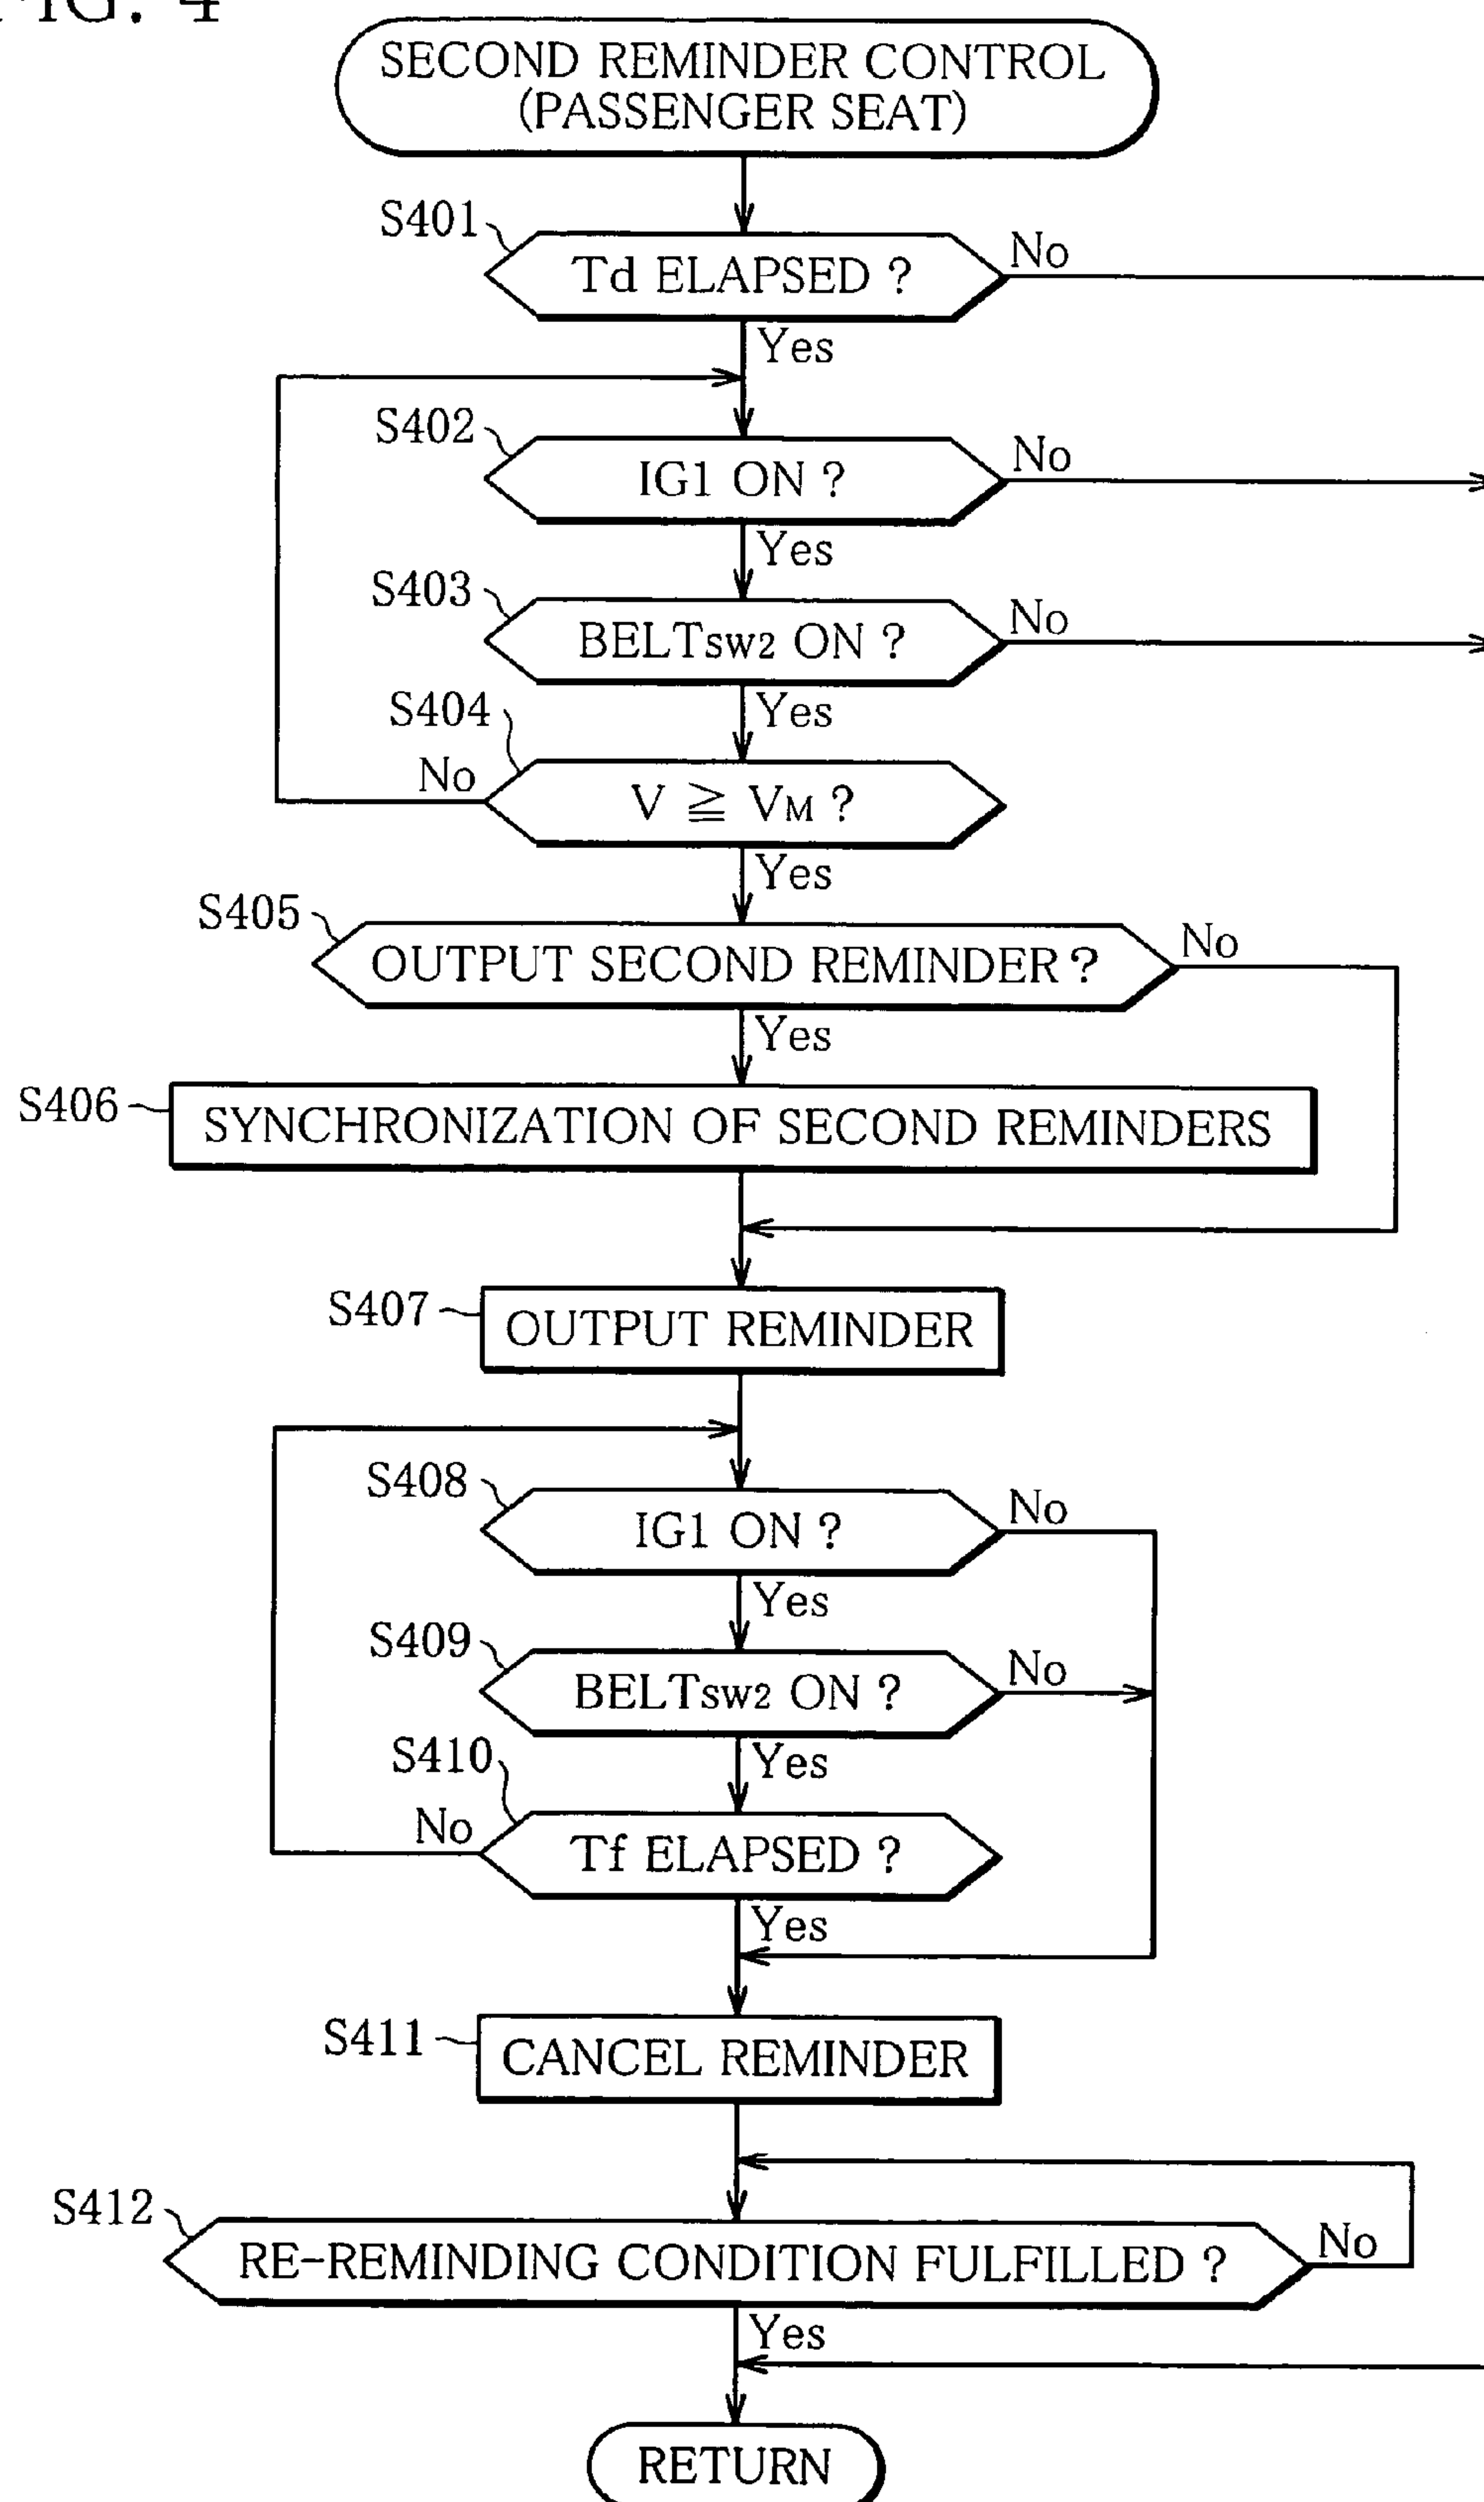 FIG. 4
SECOND REMINDER CONTROL
(PASSENGER SEAT)
S401
Td ELAPSED ?
No
Yes
S402
IG1 ON ?
No
Yes
S403
BELTSW2 ON ?
No
Yes
S404
No
V ≧ VM ?
Yes
S405
OUTPUT SECOND REMINDER ?
No
Yes
S406
SYNCHRONIZATION OF SECOND REMINDERS
S407
OUTPUT REMINDER
S408
IG1 ON ?
No
Yes
S409
BELTSW2 ON ?
No
Yes
S410
No
Tf ELAPSED ?
Yes
S411
CANCEL REMINDER
S412
RE-REMINDING CONDITION FULFILLED ?
No
Yes
RETURN